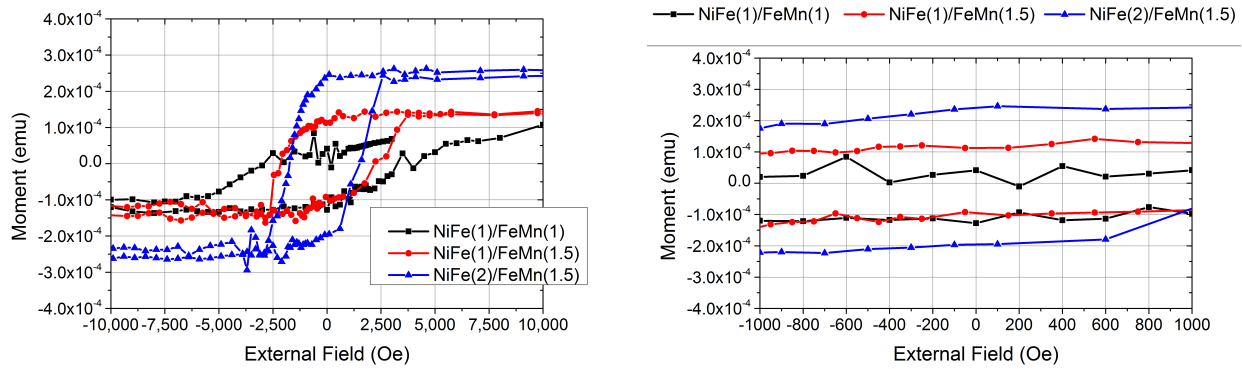 4.0x10⁻⁴
3.0x10⁻⁴
2.0x10⁻⁴
1.0x10⁻⁴
0.0
-1.0x10⁻⁴
-2.0x10⁻⁴
-3.0x10⁻⁴
-4.0x10⁻⁴
Moment (emu)
-10,000 -7,500 -5,000 -2,500 0 2,500 5,000 7,500 10,000
External Field (Oe)
NiFe(1)/FeMn(1)
NiFe(1)/FeMn(1.5)
NiFe(2)/FeMn(1.5)
NiFe(1)/FeMn(1) NiFe(1)/FeMn(1.5) NiFe(2)/FeMn(1.5)
4.0x10⁻⁴
3.0x10⁻⁴
2.0x10⁻⁴
1.0x10⁻⁴
0.0
-1.0x10⁻⁴
-2.0x10⁻⁴
-3.0x10⁻⁴
-4.0x10⁻⁴
Moment (emu)
-1000 -800 -600 -400 -200 0 200 400 600 800 1000
External Field (Oe)